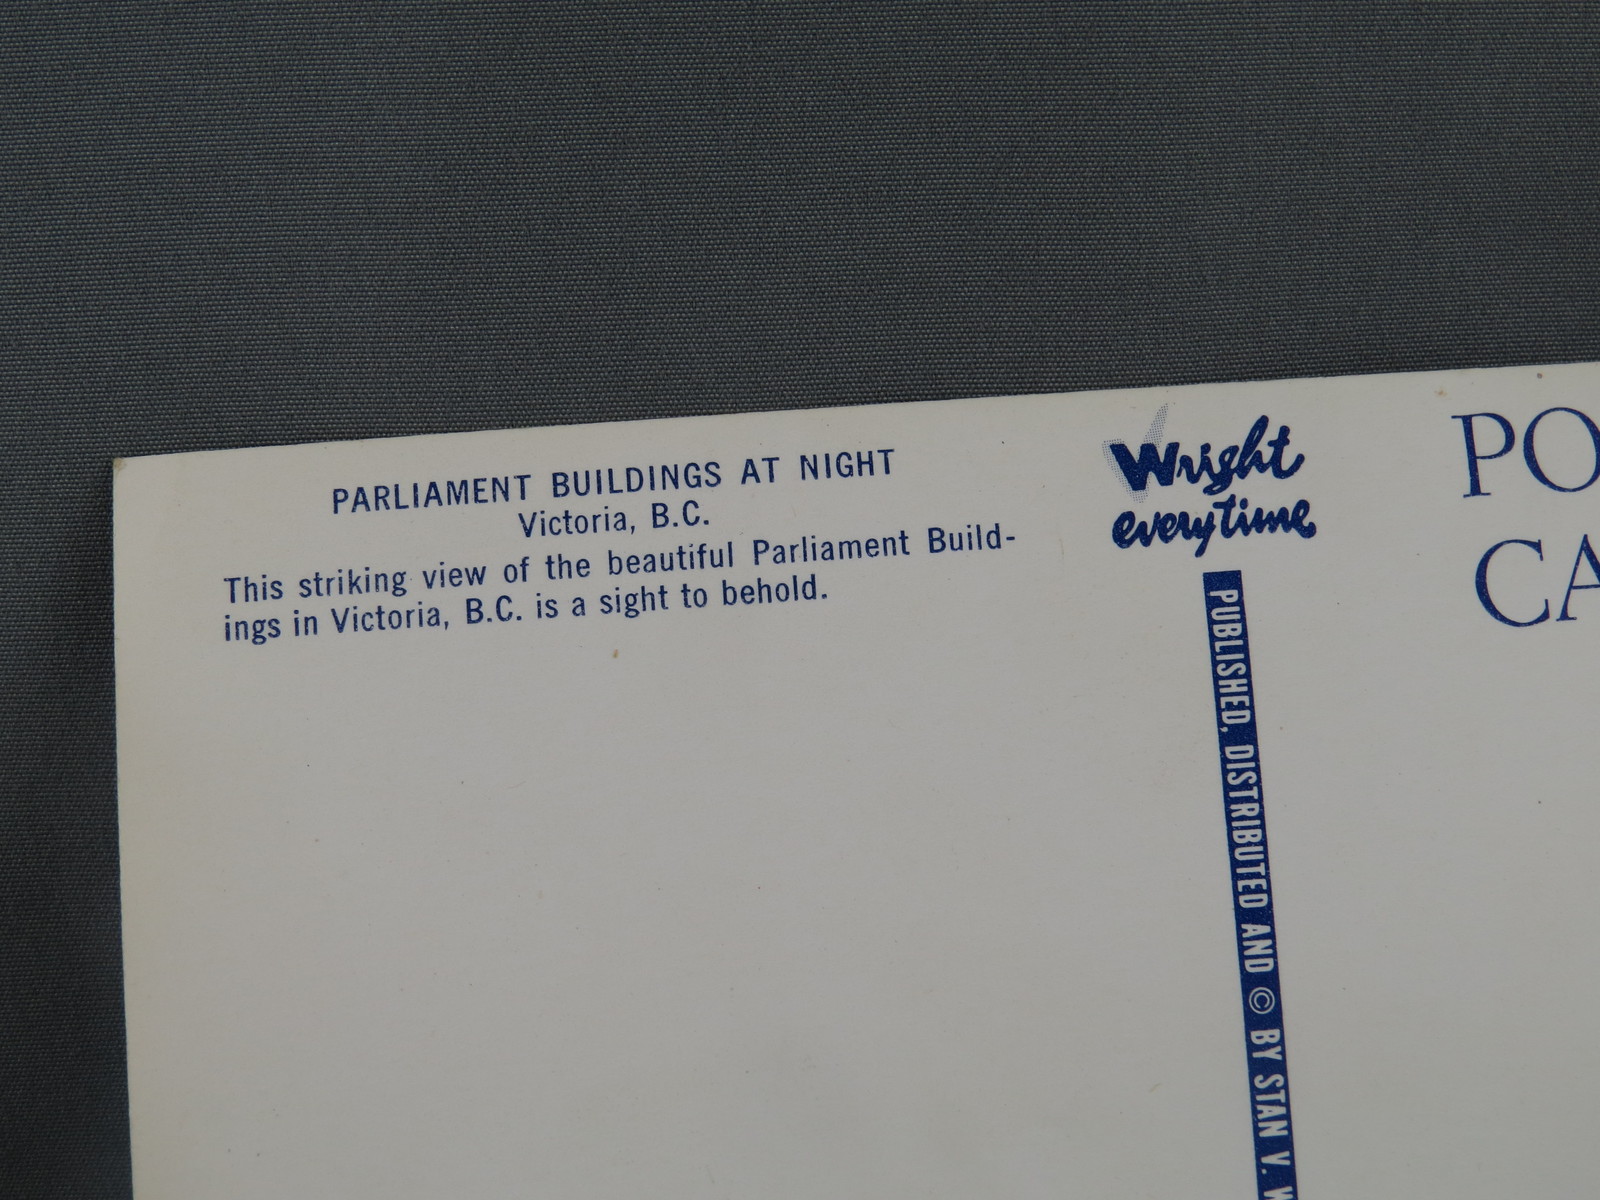 PARLIAMENT BUILDINGS AT NIGHT
Victoria, B.C.
This striking view of the beautiful Parliament Build-
ings in Victoria, B.C. is a sight to behold.
Wright
everytime
PUBLISHED, DISTRIBUTED AND © BY STAN V. W
PO
CA